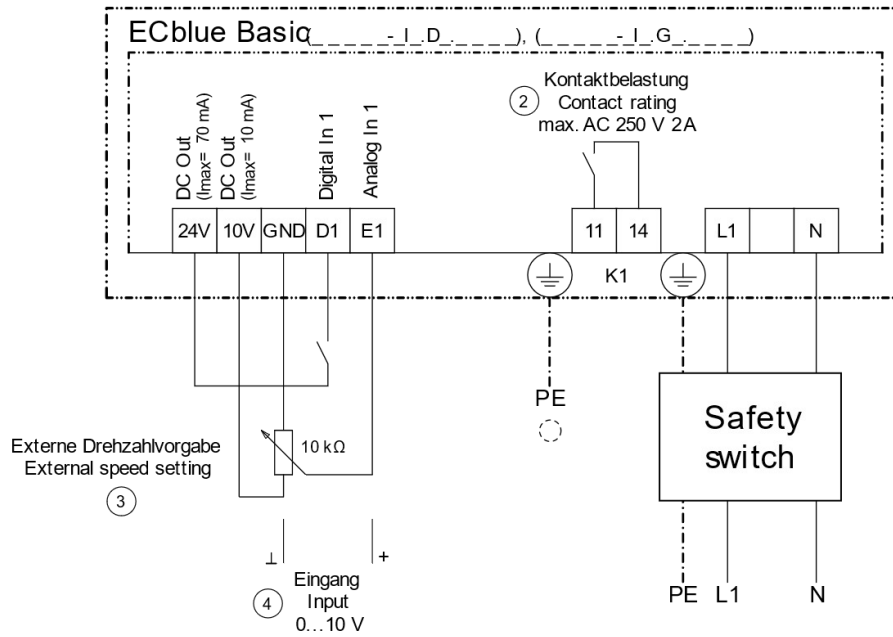 ECblue Basic (_ _ _ _ _-_I_.D_._ _ _ _), (_ _ _ _ _-_I_.G_._ _ _ _)
Kontaktbelastung
2
Contact rating
max. AC 250 V 2A
DC Out
(Imax= 70 mA)
DC Out
(Imax= 10 mA)
Digital In 1
Analog In 1
24V 10V GND D1 E1
11 14
L1 N
K1
PE
Safety
switch
Externe Drehzahlvorgabe
External speed setting
3
10 kΩ
⊥ +
Eingang
4
Input
0...10 V
PE L1 N